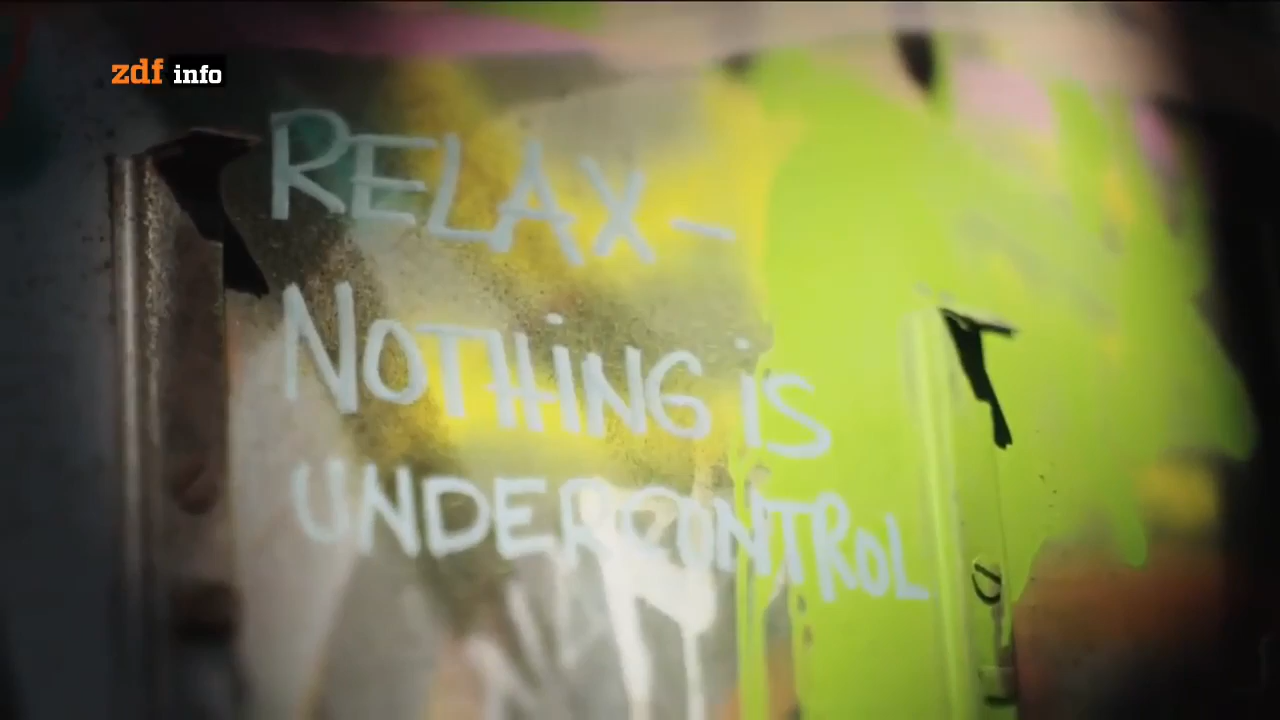 zdf info
RELAX-
NOTHiNG iS
UNDERCONTROL